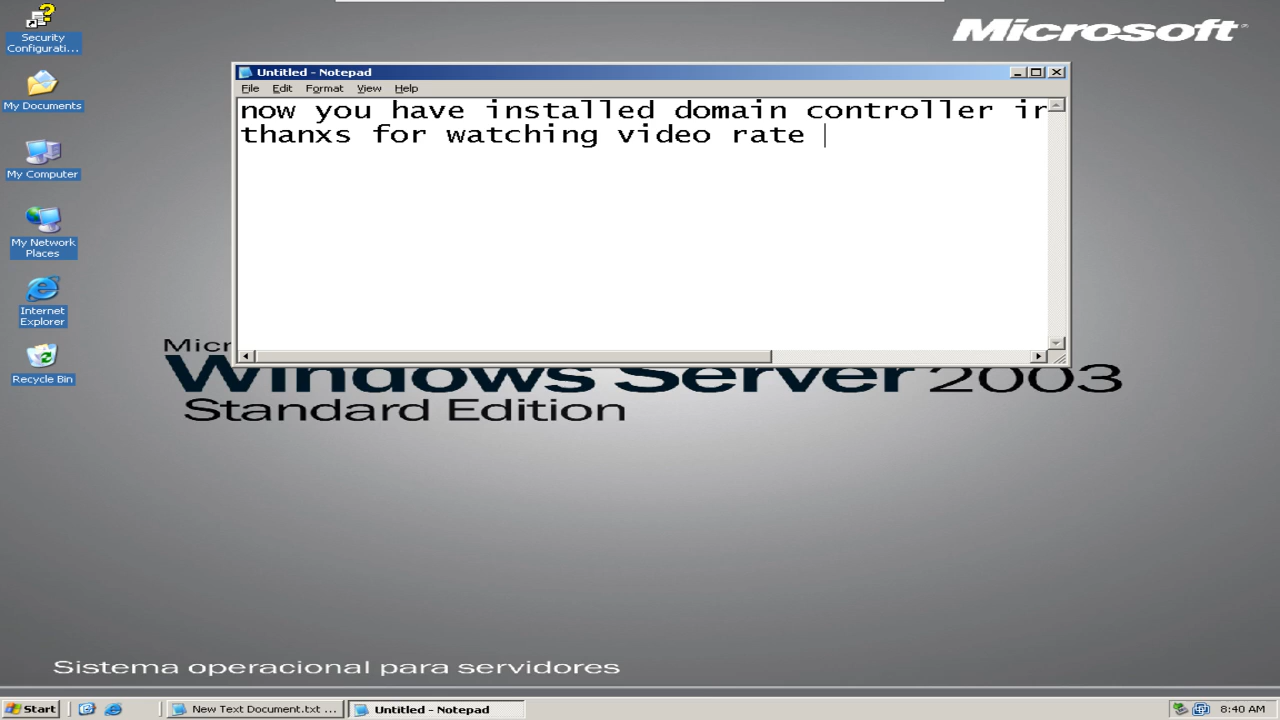 Security
Configurati...
My Documents
My Computer
My Network
Places
Internet
Explorer
Recycle Bin
Microsoft
Untitled - Notepad
File Edit Format View Help
now you have installed domain controller
thanxs for watching video rate
Windows Server 2003
Standard Edition
Sistema operacional para servidores
Start
New Text Document.txt ...
Untitled - Notepad
8:40 AM